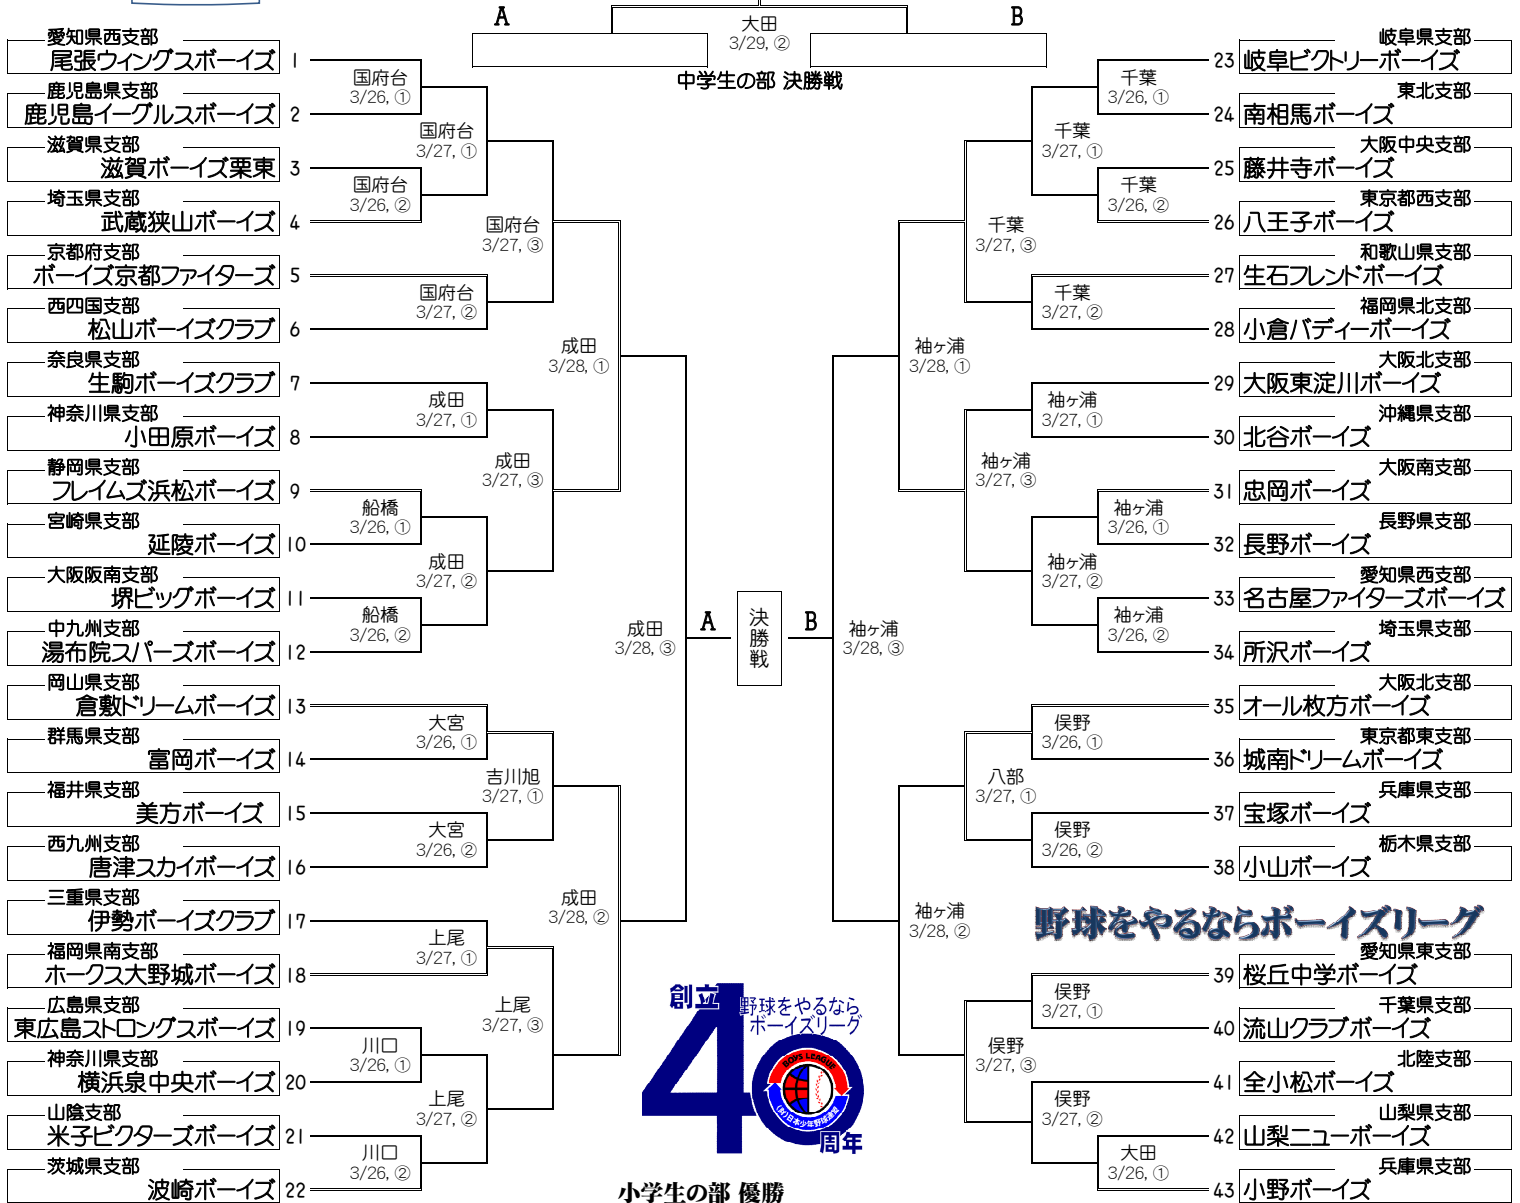 A
大田
3/29, ②
B
中学生の部 決勝戦
愛知県西支部
尾張ウィングスボーイズ 1
鹿児島県支部
鹿児島イーグルスボーイズ 2
滋賀県支部
滋賀ボーイズ栗東 3
埼玉県支部
武蔵狭山ボーイズ 4
京都府支部
ボーイズ京都ファイターズ 5
西四国支部
松山ボーイズクラブ 6
奈良県支部
生駒ボーイズクラブ 7
神奈川県支部
小田原ボーイズ 8
静岡県支部
フレイムズ浜松ボーイズ 9
宮崎県支部
延陵ボーイズ 10
大阪阪南支部
堺ビッグボーイズ 11
中九州支部
湯布院スパーズボーイズ 12
岡山県支部
倉敷ドリームボーイズ 13
群馬県支部
富岡ボーイズ 14
福井県支部
美方ボーイズ 15
西九州支部
唐津スカイボーイズ 16
三重県支部
伊勢ボーイズクラブ 17
福岡県南支部
ホークス大野城ボーイズ 18
広島県支部
東広島ストロングスボーイズ 19
神奈川県支部
横浜泉中央ボーイズ 20
山陰支部
米子ビクターズボーイズ 21
茨城県支部
波崎ボーイズ 22
国府台
3/26, ①
国府台
3/26, ②
船橋
3/26, ①
船橋
3/26, ②
川口
3/26, ①
川口
3/26, ②
国府台
3/27, ①
国府台
3/27, ②
成田
3/27, ①
成田
3/27, ②
大宮
3/26, ①
大宮
3/26, ②
上尾
3/27, ①
上尾
3/27, ②
国府台
3/27, ③
成田
3/27, ③
吉川旭
3/27, ①
上尾
3/27, ③
成田
3/28, ①
成田
3/28, ②
成田
3/28, ③
A
決勝戦
B
袖ヶ浦
3/28, ③
袖ヶ浦
3/28, ①
袖ヶ浦
3/28, ②
千葉
3/27, ③
袖ヶ浦
3/27, ③
八部
3/27, ①
俣野
3/27, ③
千葉
3/27, ①
千葉
3/27, ②
袖ヶ浦
3/27, ①
袖ヶ浦
3/27, ②
俣野
3/26, ①
俣野
3/26, ②
俣野
3/27, ①
俣野
3/27, ②
千葉
3/26, ①
千葉
3/26, ②
袖ヶ浦
3/26, ①
袖ヶ浦
3/26, ②
大田
3/26, ①
岐阜県支部
23 岐阜ビクトリーボーイズ
東北支部
24 南相馬ボーイズ
大阪中央支部
25 藤井寺ボーイズ
東京都西支部
26 八王子ボーイズ
和歌山県支部
27 生石フレンドボーイズ
福岡県北支部
28 小倉バディーボーイズ
大阪北支部
29 大阪東淀川ボーイズ
沖縄県支部
30 北谷ボーイズ
大阪南支部
31 忠岡ボーイズ
長野県支部
32 長野ボーイズ
愛知県西支部
33 名古屋ファイターズボーイズ
埼玉県支部
34 所沢ボーイズ
大阪北支部
35 オール枚方ボーイズ
東京都東支部
36 城南ドリームボーイズ
兵庫県支部
37 宝塚ボーイズ
栃木県支部
38 小山ボーイズ
野球をやるならボーイズリーグ
愛知県東支部
39 桜丘中学ボーイズ
千葉県支部
40 流山クラブボーイズ
北陸支部
41 全小松ボーイズ
山梨県支部
42 山梨ニューボーイズ
兵庫県支部
43 小野ボーイズ
創立
40
野球をやるなら
ボーイズリーグ
BOYS LEAGUE
(財)日本少年野球連盟
周年
小学生の部 優勝